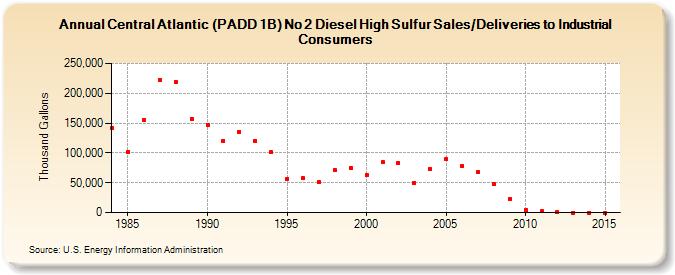 Annual Central Atlantic (PADD 1B) No 2 Diesel High Sulfur Sales/Deliveries to Industrial
Consumers
Thousand Gallons
250,000
200,000
150,000
100,000
50,000
0
1985 1990 1995 2000 2005 2010 2015
Source: U.S. Energy Information Administration